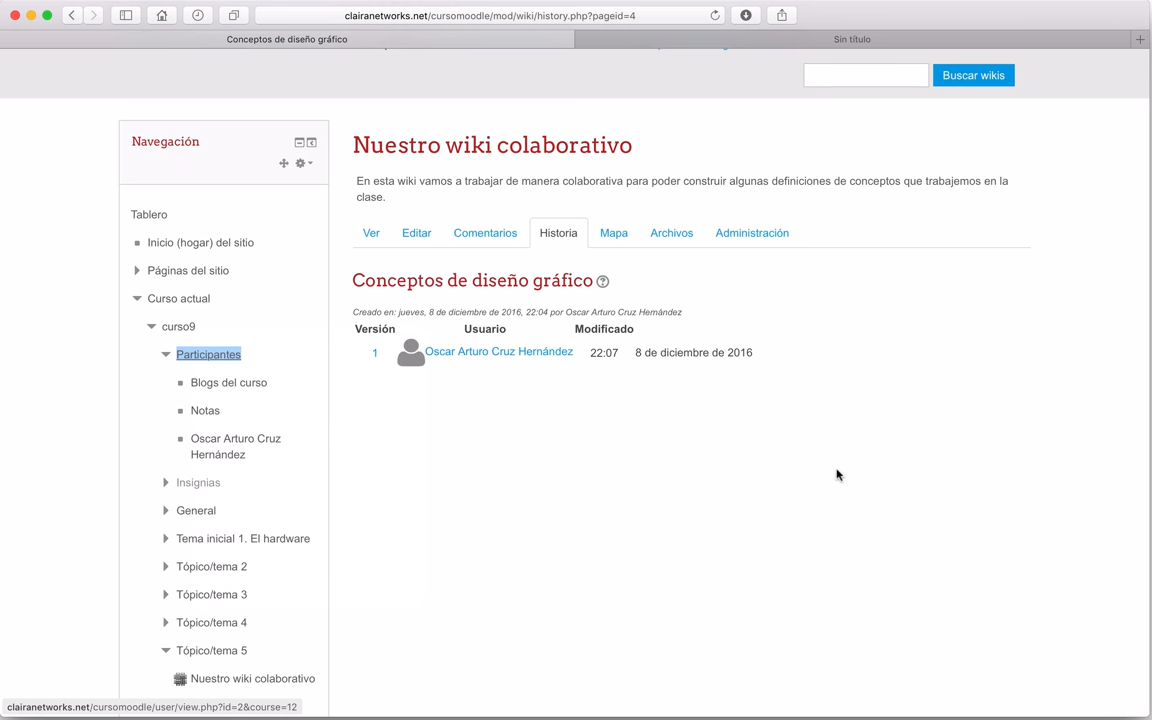 clairanetworks.net/cursomoodle/mod/wiki/history.php?pageid=4
Conceptos de diseño gráfico
Sin título
Buscar wikis
Navegación
Tablero
Inicio (hogar) del sitio
Páginas del sitio
Curso actual
curso9
Participantes
Blogs del curso
Notas
Oscar Arturo Cruz
Hernández
Insignias
General
Tema inicial 1. El hardware
Tópico/tema 2
Tópico/tema 3
Tópico/tema 4
Tópico/tema 5
Nuestro wiki colaborativo
Nuestro wiki colaborativo
En esta wiki vamos a trabajar de manera colaborativa para poder construir algunas definiciones de conceptos que trabajemos en la
clase.
Ver Editar Comentarios Historia Mapa Archivos Administración
Conceptos de diseño gráfico
Creado en: jueves, 8 de diciembre de 2016, 22:04 por Oscar Arturo Cruz Hernández
Versión Usuario Modificado
1 Oscar Arturo Cruz Hernández 22:07 8 de diciembre de 2016
clairanetworks.net/cursomoodle/user/view.php?id=2&course=12